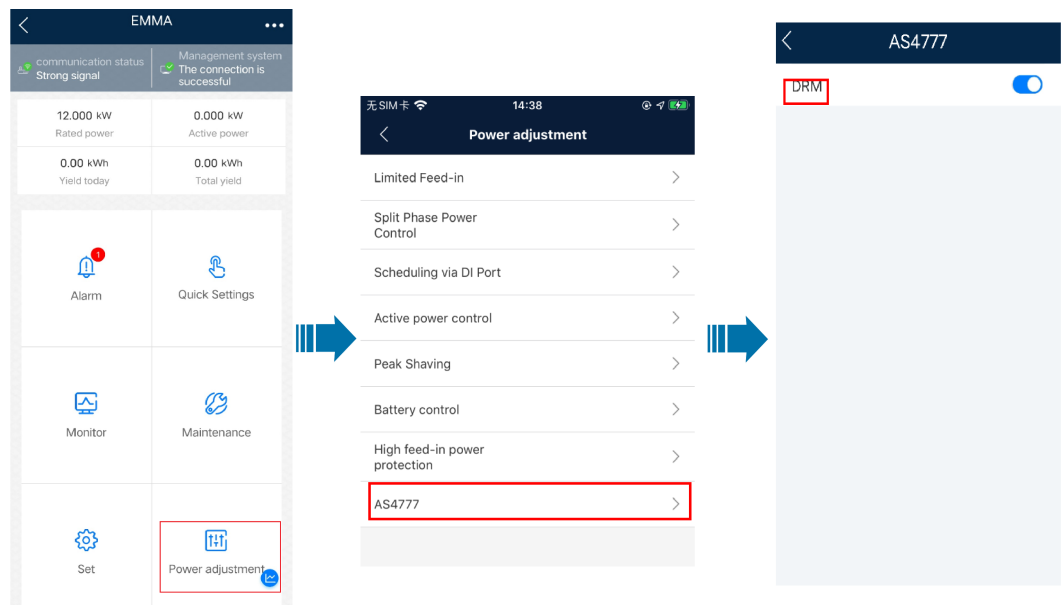 EMMA
communication status
Strong signal
Management system
The connection is
successful
12.000 kW
Rated power
0.000 kW
Active power
0.00 kWh
Yield today
0.00 kWh
Total yield
1
Alarm
Quick Settings
Monitor
Maintenance
Set
Power adjustment
无SIM卡
14:38
Power adjustment
Limited Feed-in
Split Phase Power
Control
Scheduling via DI Port
Active power control
Peak Shaving
Battery control
High feed-in power
protection
AS4777
AS4777
DRM